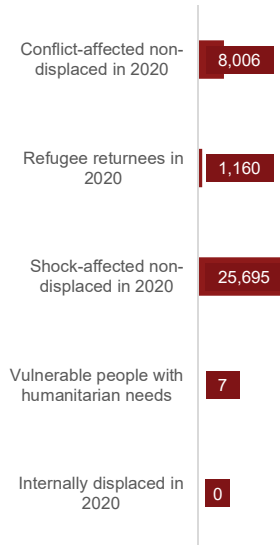 Conflict-affected non-
displaced in 2020
8,006
Refugee returnees in
2020
1,160
Shock-affected non-
displaced in 2020
25,695
Vulnerable people with
humanitarian needs
7
Internally displaced in
2020
0